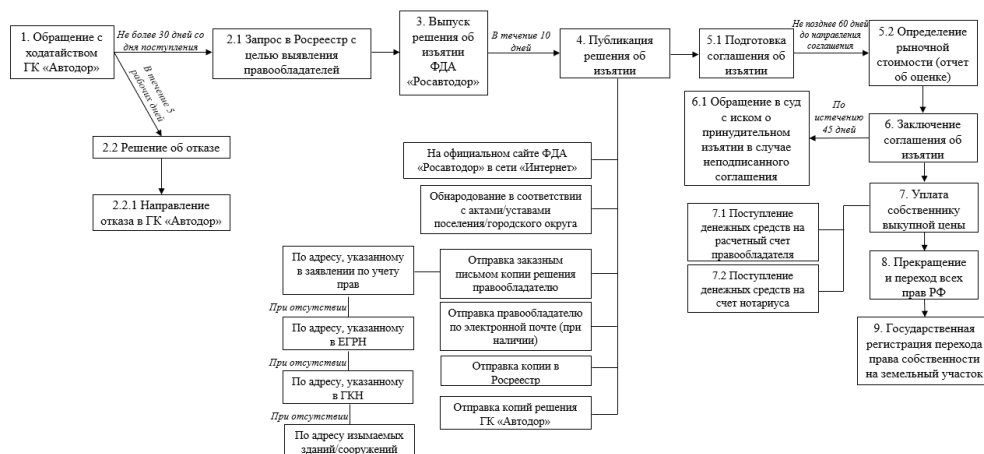 1. Обращение с
ходатайством
ГК «Автодор»
Не более 30 дней со
дня поступления
В течение 5
рабочих дней
2.1 Запрос в Росреестр с
целью выявления
правообладателей
2.2 Решение об отказе
2.2.1 Направление
отказа в ГК «Автодор»
3. Выпуск
решения об
изъятии
ФДА
«Росавтодор»
В течение 10
дней
4. Публикация
решения об
изъятии
На официальном сайте ФДА
«Росавтодор» в сети «Интернет»
Обнародование в соответствии
с актами/уставами
поселения/городского округа
Отправка заказным
письмом копии решения
правообладателю
По адресу, указанному
в заявлении по учету
прав
При отсутствии
По адресу, указанному
в ЕГРН
При отсутствии
По адресу, указанному
в ГКН
При отсутствии
По адресу изымаемых
зданий/сооружений
Отправка правообладателю
по электронной почте (при
наличии)
Отправка копии в
Росреестр
Отправка копий решения
ГК «Автодор»
5.1 Подготовка
соглашения об
изъятии
Не позднее 60 дней
до направления
соглашения
5.2 Определение
рыночной
стоимости (отчет
об оценке)
6. Заключение
соглашения об
изъятии
По
истечению
45 дней
6.1 Обращение в суд
с иском о
принудительном
изъятии в случае
неподписанного
соглашения
7. Уплата
собственнику
выкупной цены
7.1 Поступление
денежных средств на
расчетный счет
правообладателя
7.2 Поступление
денежных средств на
счет нотариуса
8. Прекращение
и переход всех
прав РФ
9. Государственная
регистрация перехода
права собственности
на земельный участок